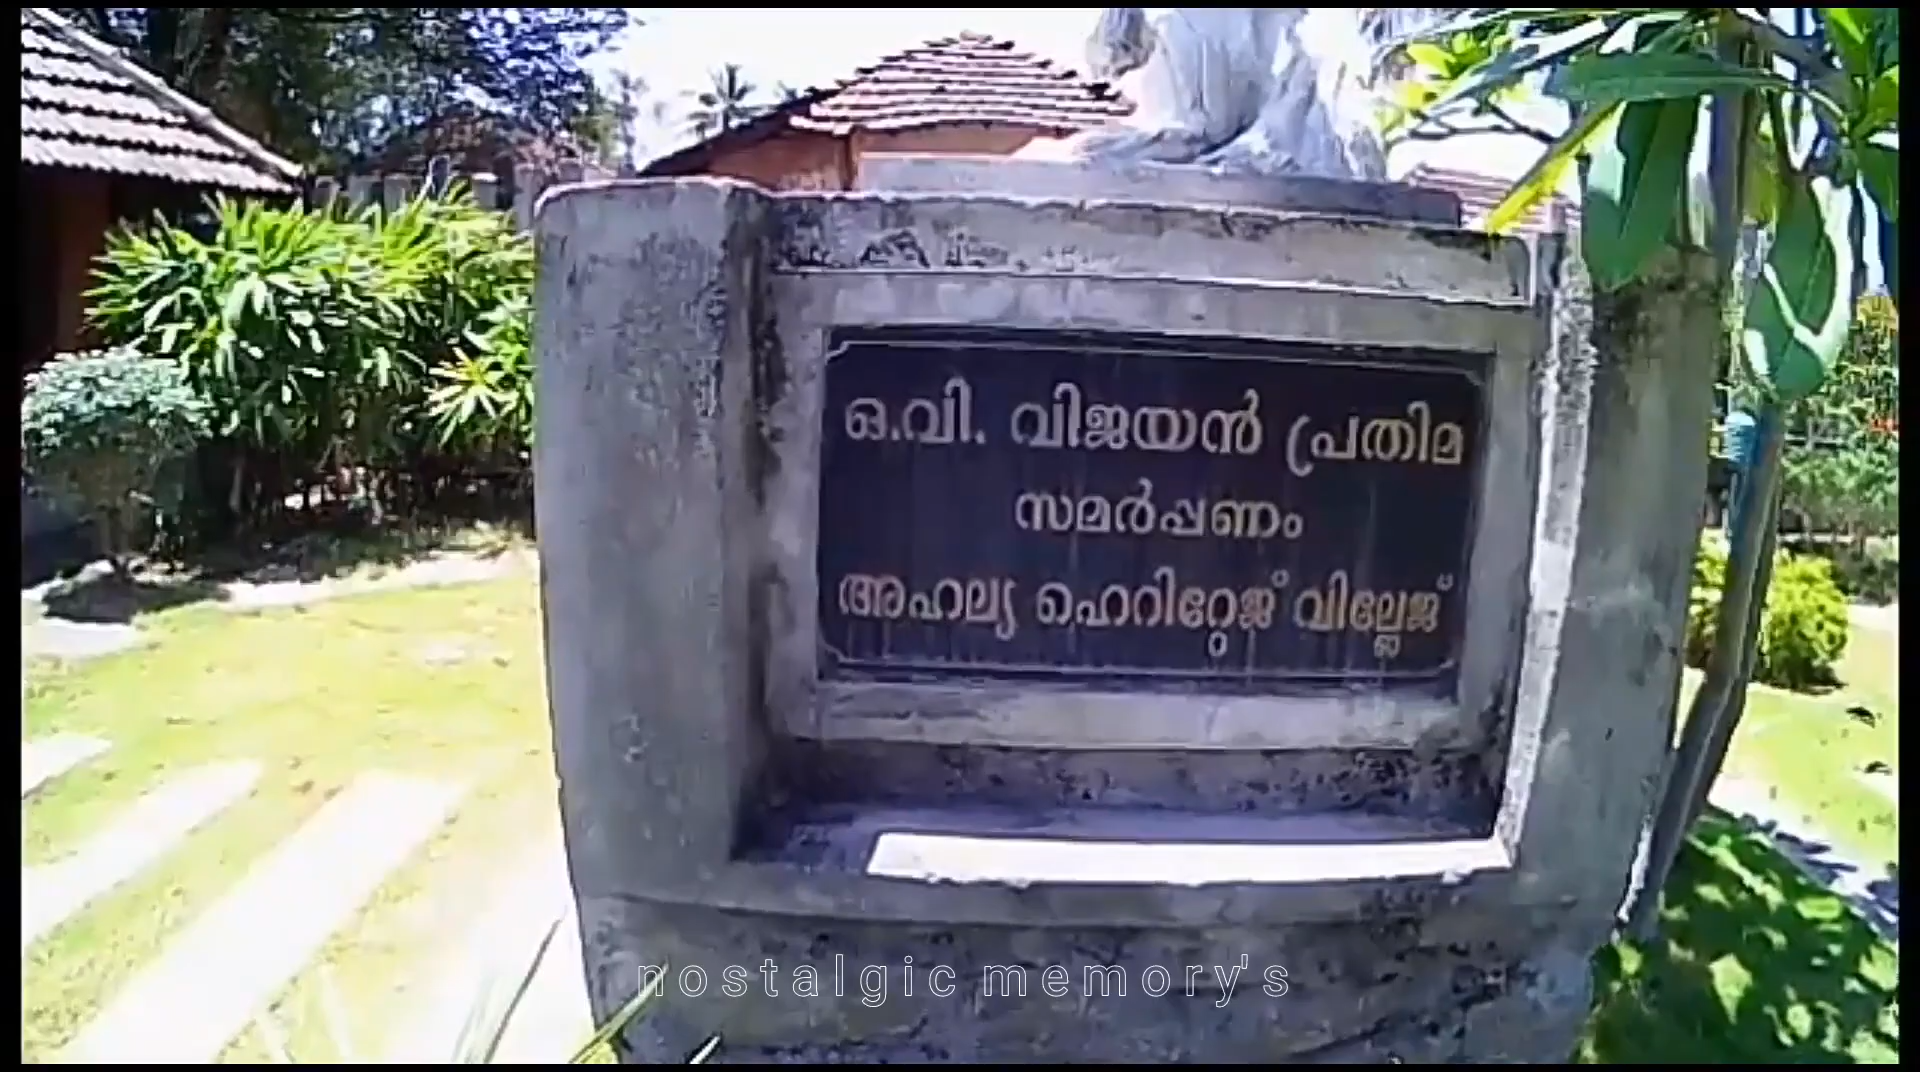 ഒ.വി. വിജയൻ പ്രതിമ
സമർപ്പണം
അഹല്യ ഹെറിറ്റേജ് വില്ലേജ്
nostalgic memory's